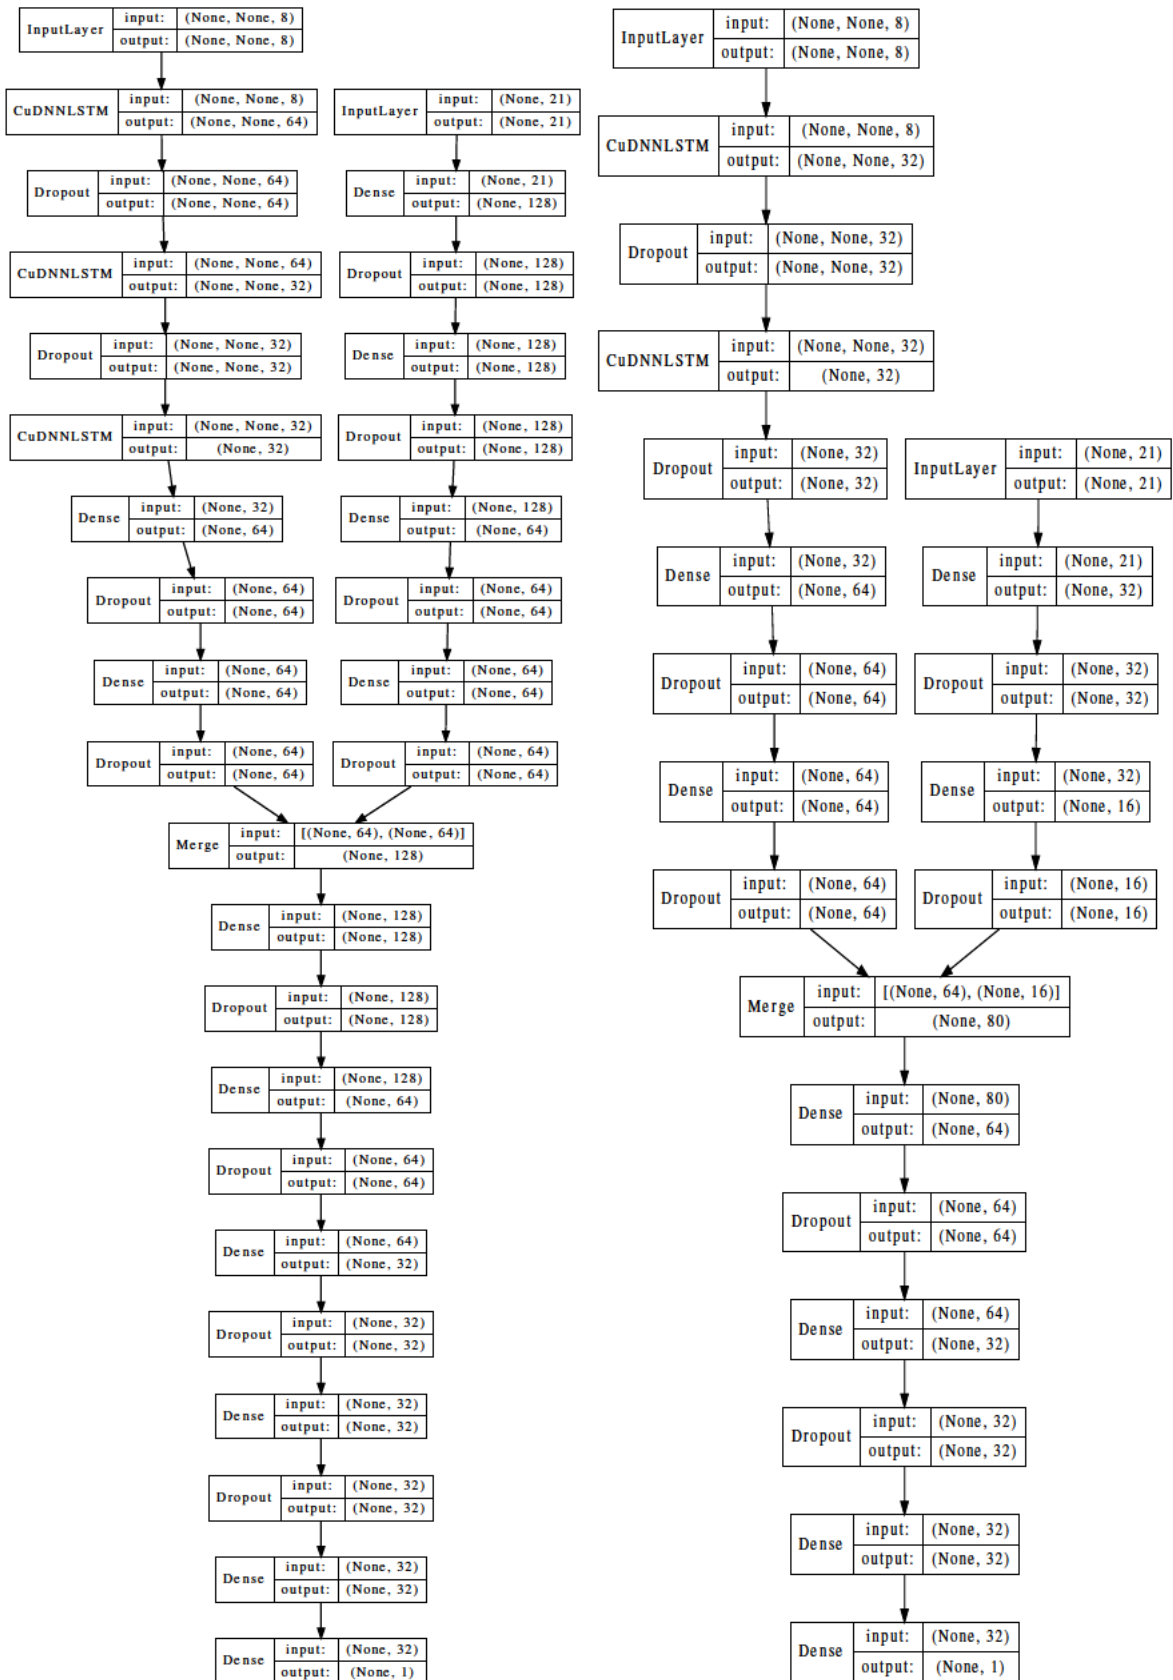 InputLayer input: (None, None, 8)
output: (None, None, 8)
CuDNNLSTM input: (None, None, 8)
output: (None, None, 64)
Dropout input: (None, None, 64)
output: (None, None, 64)
CuDNNLSTM input: (None, None, 64)
output: (None, None, 32)
Dropout input: (None, None, 32)
output: (None, None, 32)
CuDNNLSTM input: (None, None, 32)
output: (None, 32)
Dense input: (None, 32)
output: (None, 64)
Dropout input: (None, 64)
output: (None, 64)
Dense input: (None, 64)
output: (None, 64)
Dropout input: (None, 64)
output: (None, 64)
InputLayer input: (None, 21)
output: (None, 21)
Dense input: (None, 21)
output: (None, 128)
Dropout input: (None, 128)
output: (None, 128)
Dense input: (None, 128)
output: (None, 128)
Dropout input: (None, 128)
output: (None, 128)
Dense input: (None, 128)
output: (None, 64)
Dropout input: (None, 64)
output: (None, 64)
Dense input: (None, 64)
output: (None, 64)
Dropout input: (None, 64)
output: (None, 64)
Merge input: [(None, 64), (None, 64)]
output: (None, 128)
Dense input: (None, 128)
output: (None, 128)
Dropout input: (None, 128)
output: (None, 128)
Dense input: (None, 128)
output: (None, 64)
Dropout input: (None, 64)
output: (None, 64)
Dense input: (None, 64)
output: (None, 32)
Dropout input: (None, 32)
output: (None, 32)
Dense input: (None, 32)
output: (None, 32)
Dropout input: (None, 32)
output: (None, 32)
Dense input: (None, 32)
output: (None, 32)
Dense input: (None, 32)
output: (None, 1)
InputLayer input: (None, None, 8)
output: (None, None, 8)
CuDNNLSTM input: (None, None, 8)
output: (None, None, 32)
Dropout input: (None, None, 32)
output: (None, None, 32)
CuDNNLSTM input: (None, None, 32)
output: (None, 32)
Dropout input: (None, 32)
output: (None, 32)
Dense input: (None, 32)
output: (None, 64)
Dropout input: (None, 64)
output: (None, 64)
Dense input: (None, 64)
output: (None, 64)
Dropout input: (None, 64)
output: (None, 64)
InputLayer input: (None, 21)
output: (None, 21)
Dense input: (None, 21)
output: (None, 32)
Dropout input: (None, 32)
output: (None, 32)
Dense input: (None, 32)
output: (None, 16)
Dropout input: (None, 16)
output: (None, 16)
Merge input: [(None, 64), (None, 16)]
output: (None, 80)
Dense input: (None, 80)
output: (None, 64)
Dropout input: (None, 64)
output: (None, 64)
Dense input: (None, 64)
output: (None, 32)
Dropout input: (None, 32)
output: (None, 32)
Dense input: (None, 32)
output: (None, 32)
Dense input: (None, 32)
output: (None, 1)